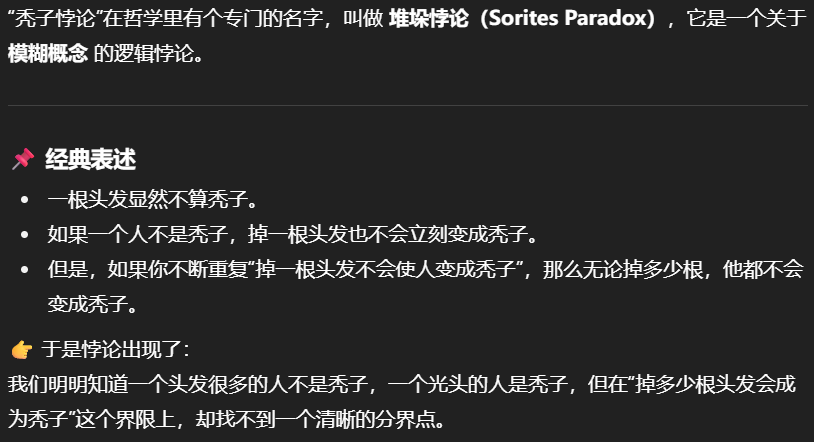 “秃子悖论”在哲学里有个专门的名字，叫做 堆垛悖论（Sorites Paradox），它是一个关于
模糊概念 的逻辑悖论。
📌 经典表述
• 一根头发显然不算秃子。
• 如果一个人不是秃子，掉一根头发也不会立刻变成秃子。
• 但是，如果你不断重复“掉一根头发不会使人变成秃子”，那么无论掉多少根，他都不会
变成秃子。
👉 于是悖论出现了：
我们明明知道一个头发很多的人不是秃子，一个光头的人是秃子，但在“掉多少根头发会成
为秃子”这个界限上，却找不到一个清晰的分界点。